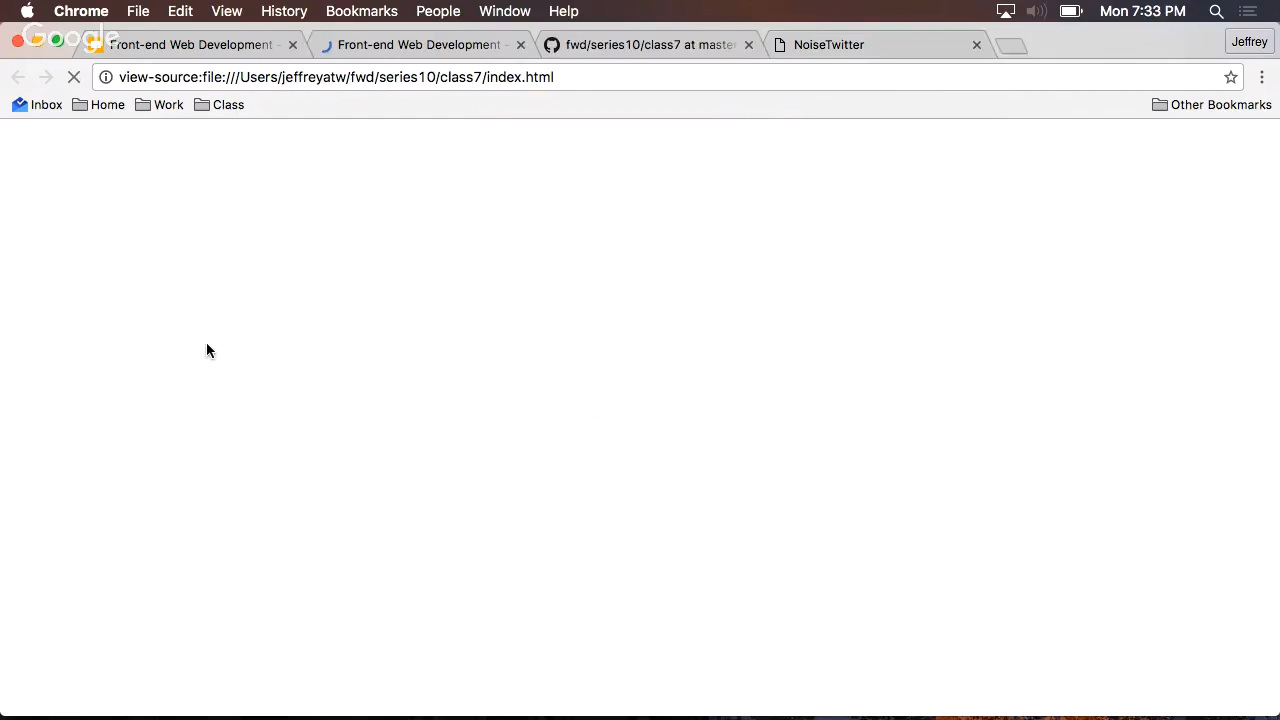 Chrome File Edit View History Bookmarks People Window Help Mon 7:33 PM
Google
Front-end Web Development - Front-end Web Development - fwd/series10/class7 at master NoiseTwitter Jeffrey
view-source:file:///Users/jeffreyatw/fwd/series10/class7/index.html
Inbox Home Work Class Other Bookmarks